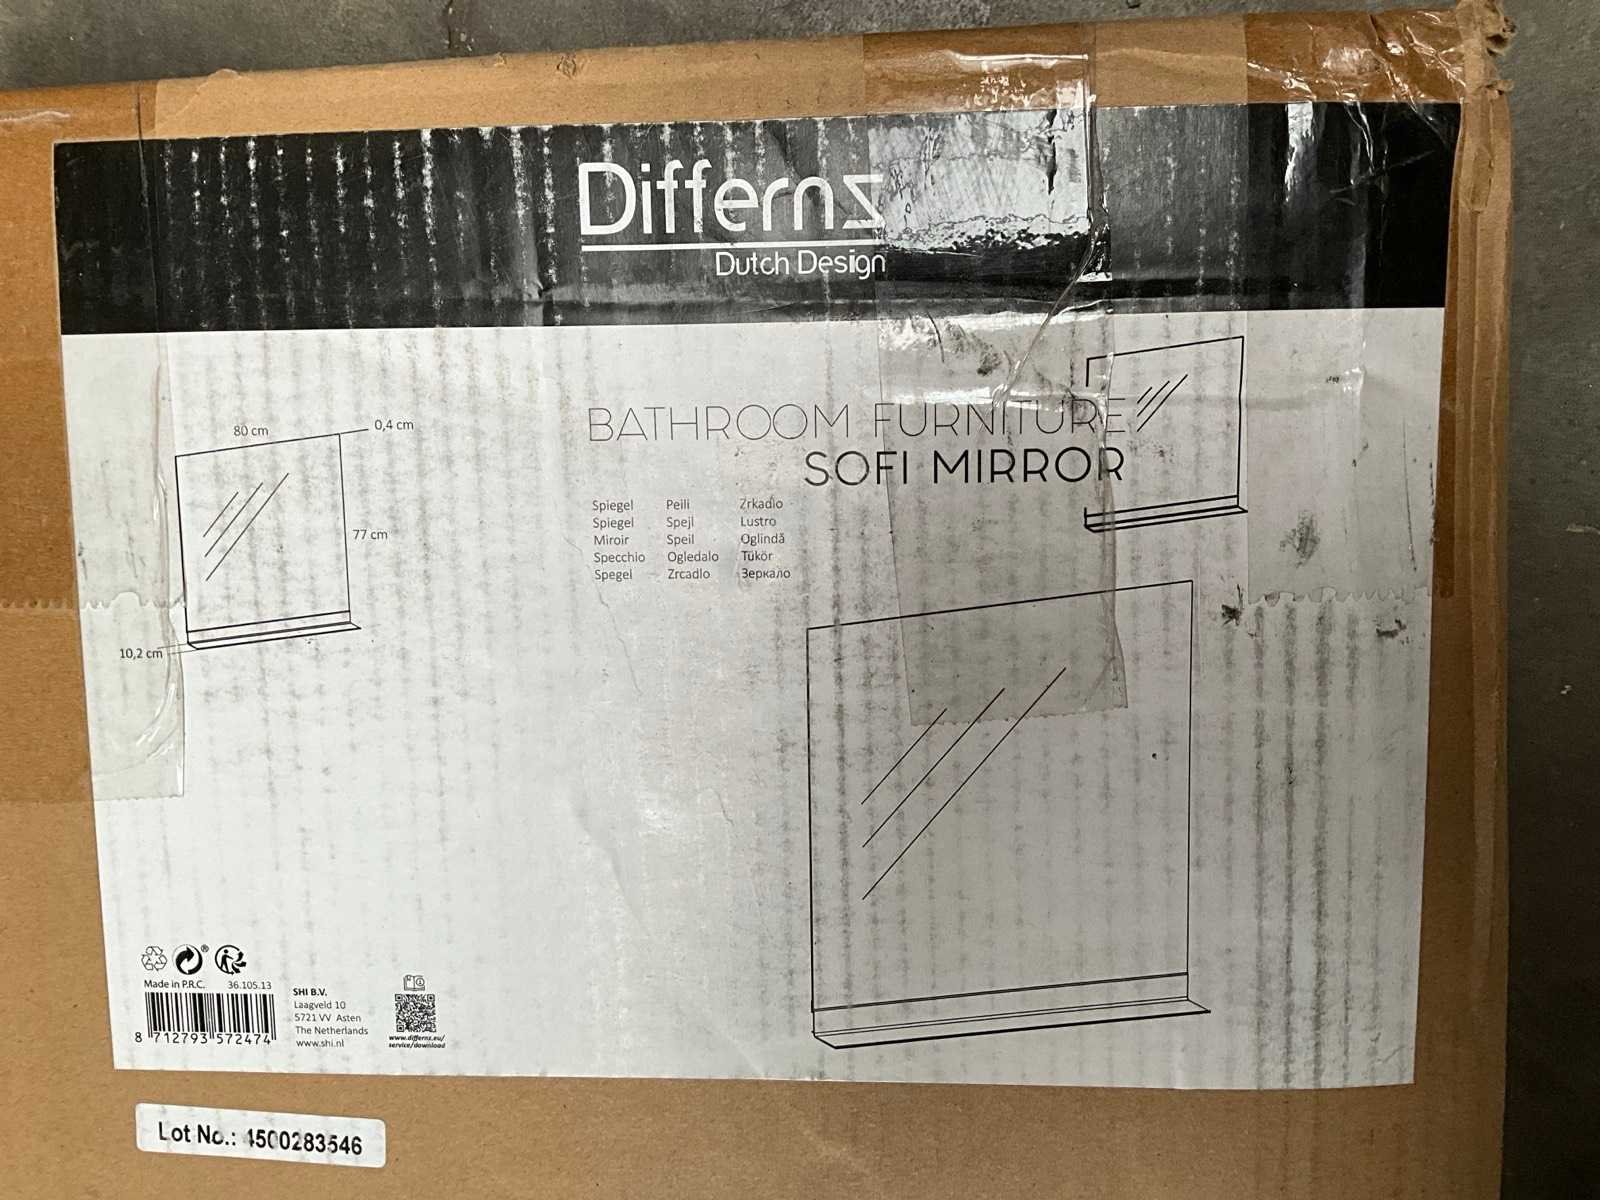 Differnz
Dutch Design
BATHROOM FURNITURE
SOFI MIRROR
80 cm
0,4 cm
77 cm
10,2 cm
Spiegel Peili Zrkadlo
Spiegel Spejl Lustro
Miroir Speil Oglindă
Specchio Ogledalo Tükör
Spegel Zrcadlo Зеркало
®
Made in P.R.C. 36.105.13
8 712793 572474
SHI B.V.
Laagveld 10
5721 VV Asten
The Netherlands
www.shi.nl
www.differnz.eu/
service/download
Lot No.: 4500283546